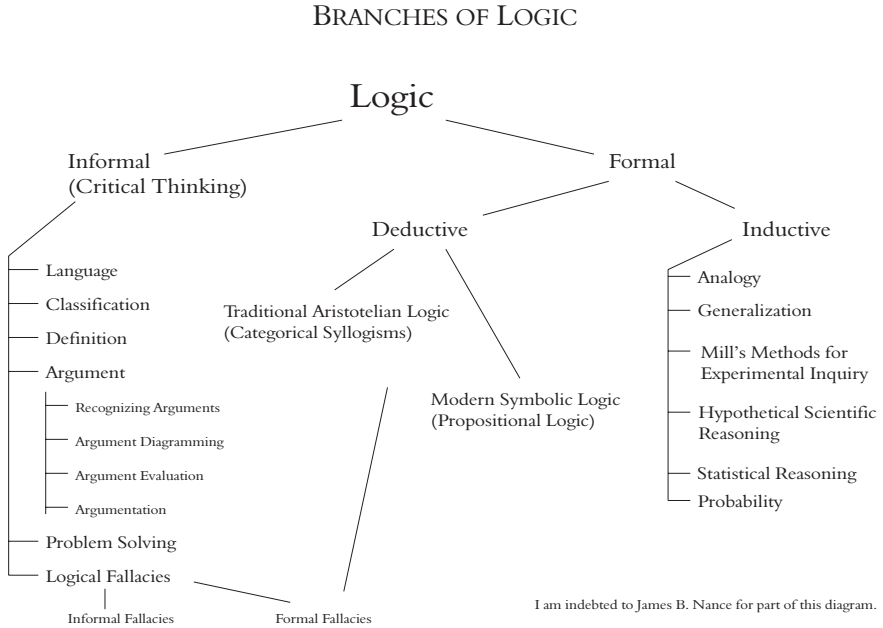 BRANCHES OF LOGIC
Logic
Informal
(Critical Thinking)
Language
Classification
Definition
Argument
Recognizing Arguments
Argument Diagramming
Argument Evaluation
Argumentation
Problem Solving
Logical Fallacies
Informal Fallacies
Formal Fallacies
Formal
Deductive
Traditional Aristotelian Logic
(Categorical Syllogisms)
Modern Symbolic Logic
(Propositional Logic)
Inductive
Analogy
Generalization
Mill's Methods for
Experimental Inquiry
Hypothetical Scientific
Reasoning
Statistical Reasoning
Probability
I am indebted to James B. Nance for part of this diagram.